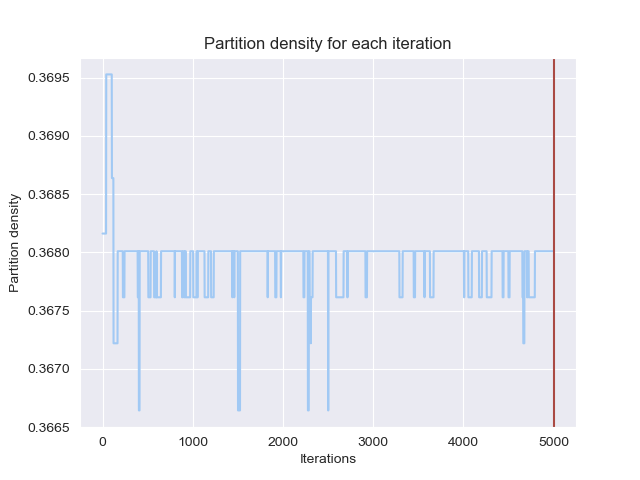 Partition density for each iteration
Partition density
0.3695
0.3690
0.3685
0.3680
0.3675
0.3670
0.3665
0 1000 2000 3000 4000 5000
Iterations